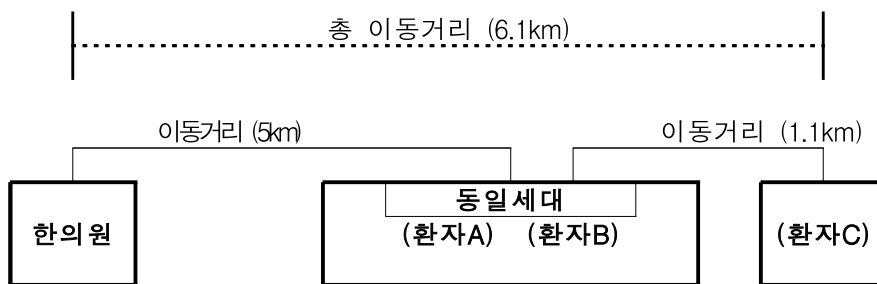 총 이동거리 (6.1km)
이동거리 (5km)
이동거리 (1.1km)
동일세대
한의원
(환자A) (환자B)
(환자C)